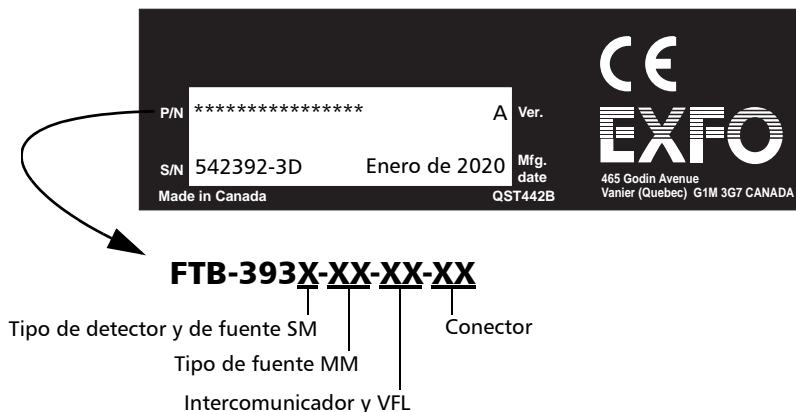 CE
EXFO
P/N **************** A Ver.
S/N 542392-3D Enero de 2020 Mfg. date
Made in Canada QST442B
465 Godin Avenue
Vanier (Quebec) G1M 3G7 CANADA
FTB-393X-XX-XX-XX
Tipo de detector y de fuente SM
Conector
Tipo de fuente MM
Intercomunicador y VFL